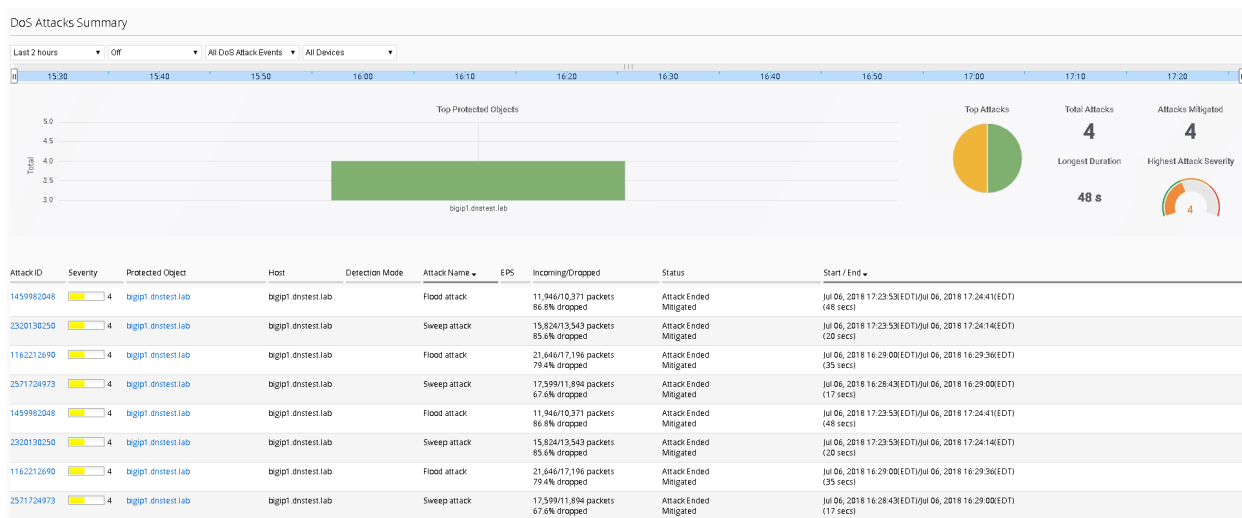 DoS Attacks Summary
Last 2 hours Off All DoS Attack Events All Devices
15:30 15:40 15:50 16:00 16:10 16:20 16:30 16:40 16:50 17:00 17:10 17:20
Top Protected Objects
Total
5.0
4.5
4.0
3.5
3.0
bigip1.dnstest.lab
Top Attacks
Total Attacks
4
Longest Duration
48 s
Attacks Mitigated
4
Highest Attack Severity
4
Attack ID Severity Protected Object Host Detection Mode Attack Name EPS Incoming/Dropped Status Start / End
1459982048 4 bigip1.dnstest.lab bigip1.dnstest.lab Flood attack 11,946/10,371 packets Attack Ended Jul 06, 2018 17:23:53(EDT)/Jul 06, 2018 17:24:41(EDT)
86.8% dropped Mitigated (48 secs)
2320130250 4 bigip1.dnstest.lab bigip1.dnstest.lab Sweep attack 15,824/13,543 packets Attack Ended Jul 06, 2018 17:23:53(EDT)/Jul 06, 2018 17:24:14(EDT)
85.6% dropped Mitigated (20 secs)
1162212690 4 bigip1.dnstest.lab bigip1.dnstest.lab Flood attack 21,646/17,196 packets Attack Ended Jul 06, 2018 16:29:00(EDT)/Jul 06, 2018 16:29:36(EDT)
79.4% dropped Mitigated (35 secs)
2571724973 4 bigip1.dnstest.lab bigip1.dnstest.lab Sweep attack 17,599/11,894 packets Attack Ended Jul 06, 2018 16:28:43(EDT)/Jul 06, 2018 16:29:00(EDT)
67.6% dropped Mitigated (17 secs)
1459982048 4 bigip1.dnstest.lab bigip1.dnstest.lab Flood attack 11,946/10,371 packets Attack Ended Jul 06, 2018 17:23:53(EDT)/Jul 06, 2018 17:24:41(EDT)
86.8% dropped Mitigated (48 secs)
2320130250 4 bigip1.dnstest.lab bigip1.dnstest.lab Sweep attack 15,824/13,543 packets Attack Ended Jul 06, 2018 17:23:53(EDT)/Jul 06, 2018 17:24:14(EDT)
85.6% dropped Mitigated (20 secs)
1162212690 4 bigip1.dnstest.lab bigip1.dnstest.lab Flood attack 21,646/17,196 packets Attack Ended Jul 06, 2018 16:29:00(EDT)/Jul 06, 2018 16:29:36(EDT)
79.4% dropped Mitigated (35 secs)
2571724973 4 bigip1.dnstest.lab bigip1.dnstest.lab Sweep attack 17,599/11,894 packets Attack Ended Jul 06, 2018 16:28:43(EDT)/Jul 06, 2018 16:29:00(EDT)
67.6% dropped Mitigated (17 secs)